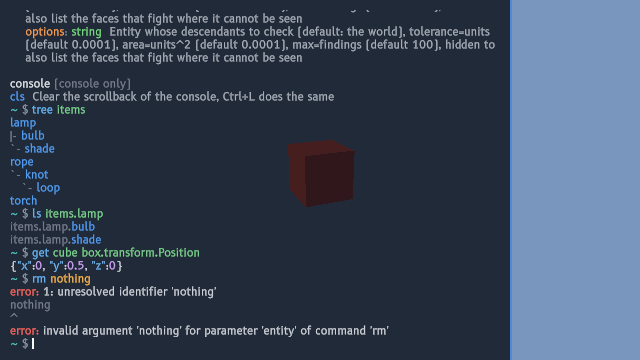 also list the faces that fight where it cannot be seen
options: string Entity whose descendants to check (default: the world), tolerance=units
(default 0.0001), area=units^2 (default 0.0001), max=findings (default 100), hidden to
also list the faces that fight where it cannot be seen
console [console only]
cls Clear the scrollback of the console, Ctrl+L does the same
~ $ tree items
lamp
|- bulb
`- shade
rope
`- knot
`- loop
torch
~ $ ls items.lamp
items.lamp.bulb
items.lamp.shade
~ $ get cube box.transform.Position
{"x":0, "y":0.5, "z":0}
~ $ rm nothing
error: 1: unresolved identifier 'nothing'
nothing
^
error: invalid argument 'nothing' for parameter 'entity' of command 'rm'
~ $